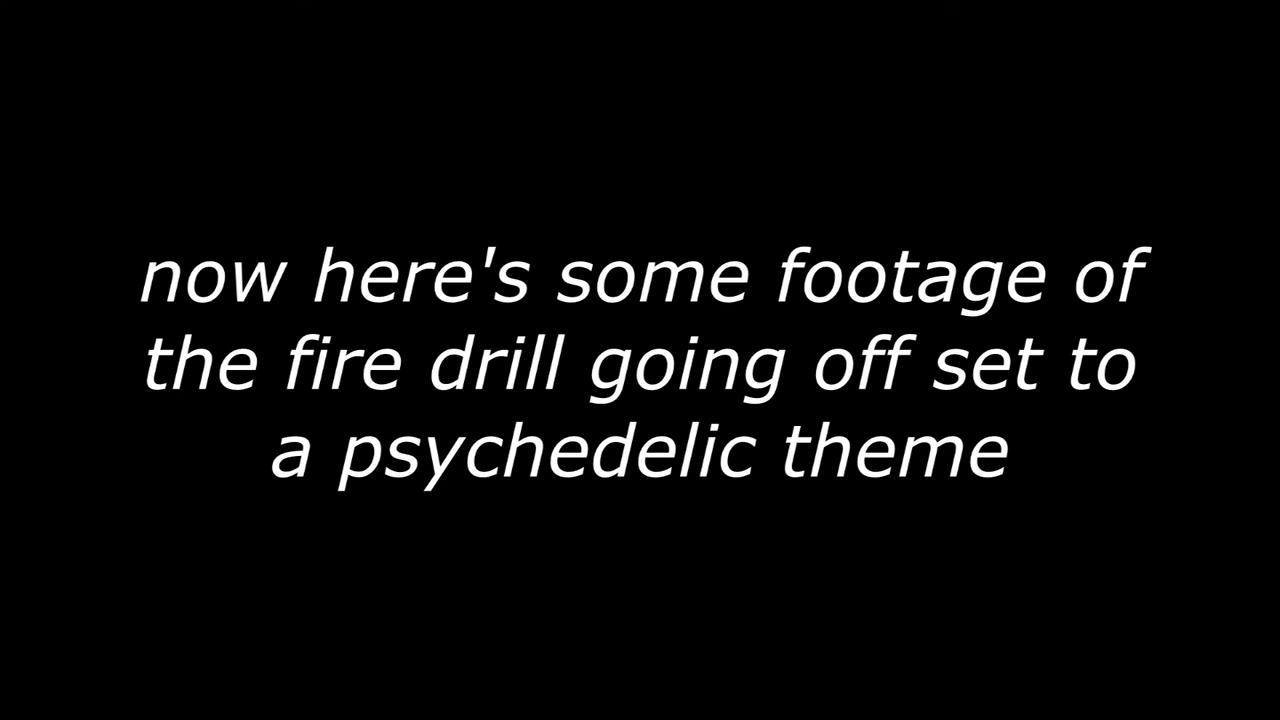 now here's some footage of
the fire drill going off set to
a psychedelic theme